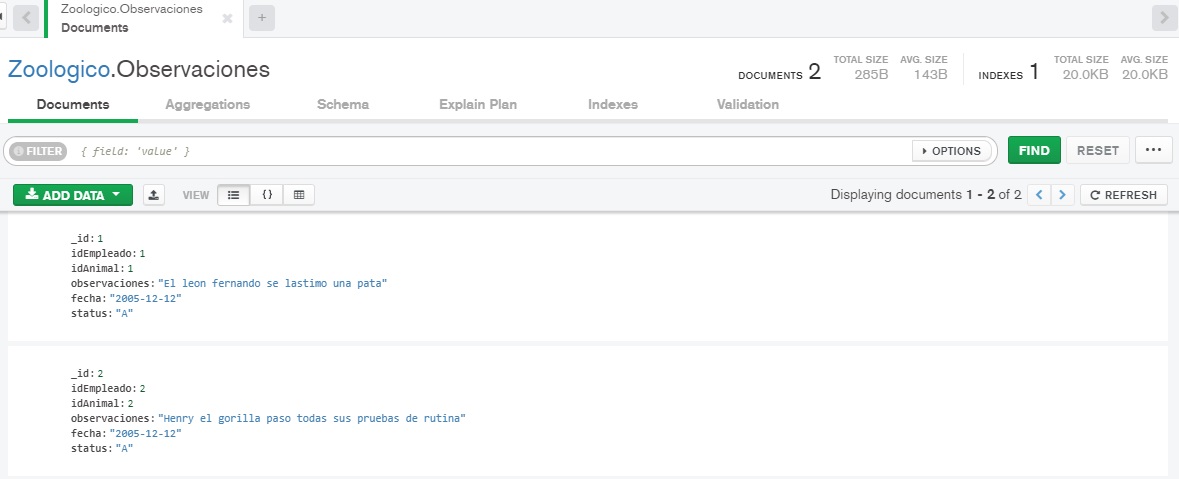 Zoologico.Observaciones
Documents
Zoologico.Observaciones
DOCUMENTS 2 TOTAL SIZE 285B AVG. SIZE 143B INDEXES 1 TOTAL SIZE 20.0KB AVG. SIZE 20.0KB
Documents Aggregations Schema Explain Plan Indexes Validation
FILTER { field: 'value' } OPTIONS FIND RESET ...
ADD DATA VIEW {} Displaying documents 1 - 2 of 2 < > REFRESH
_id: 1
idEmpleado: 1
idAnimal: 1
observaciones: "El leon fernando se lastimo una pata"
fecha: "2005-12-12"
status: "A"
_id: 2
idEmpleado: 2
idAnimal: 2
observaciones: "Henry el gorilla paso todas sus pruebas de rutina"
fecha: "2005-12-12"
status: "A"